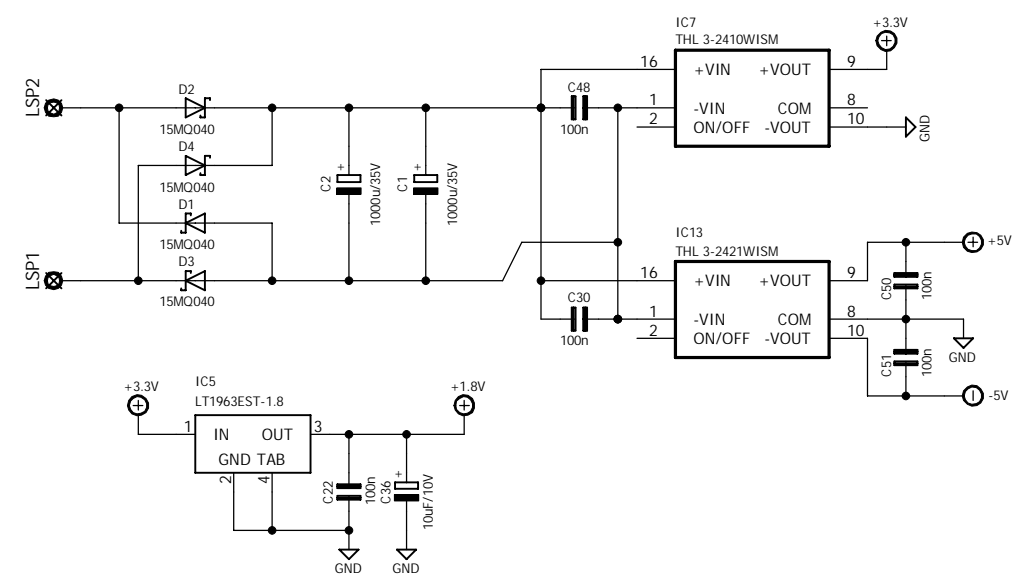 LSP2
D2
15MQ040
D4
15MQ040
D1
15MQ040
LSP1
D3
15MQ040
C2
+
1000u/35V
C1
+
1000u/35V
C48
100n
IC7
THL 3-2410WISM
16 +VIN +VOUT 9
1 -VIN COM 8
2 ON/OFF -VOUT 10
+3.3V
GND
C30
100n
IC13
THL 3-2421WISM
16 +VIN +VOUT 9
1 -VIN COM 8
2 ON/OFF -VOUT 10
+5V
C50
100n
GND
C51
100n
-5V
+3.3V
IC5
LT1963EST-1.8
1 IN OUT 3
GND TAB
2 4
+1.8V
C22
100n
C36
+
10uF/10V
GND
GND